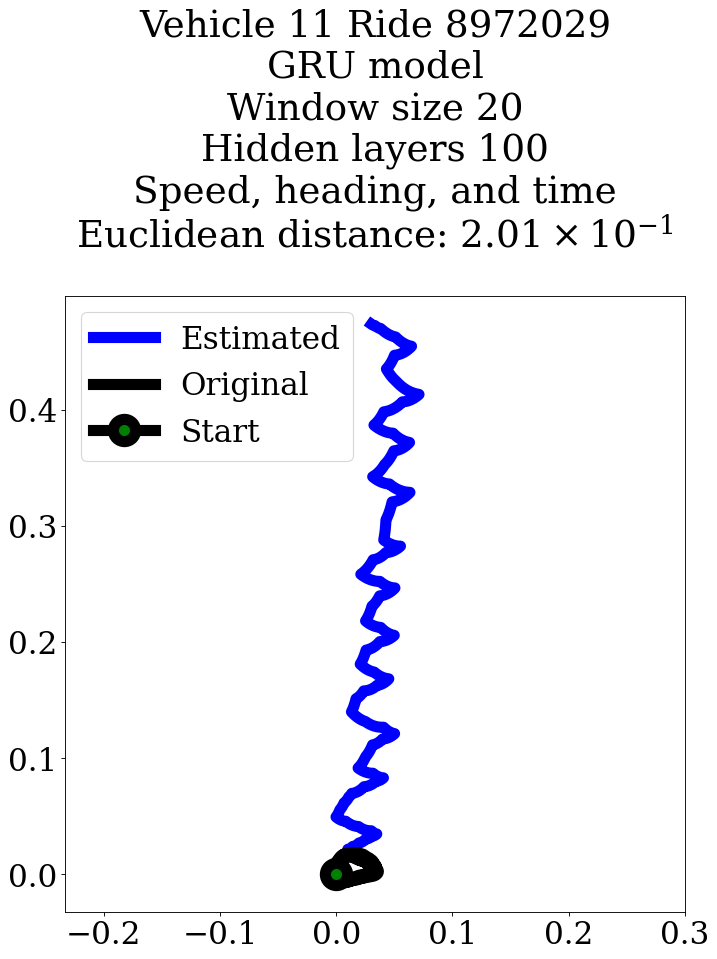 Vehicle 11 Ride 8972029
GRU model
Window size 20
Hidden layers 100
Speed, heading, and time
Euclidean distance: 2.01 × 10⁻¹
Estimated
Original
Start
0.4
0.3
0.2
0.1
0.0
−0.2 −0.1 0.0 0.1 0.2 0.3